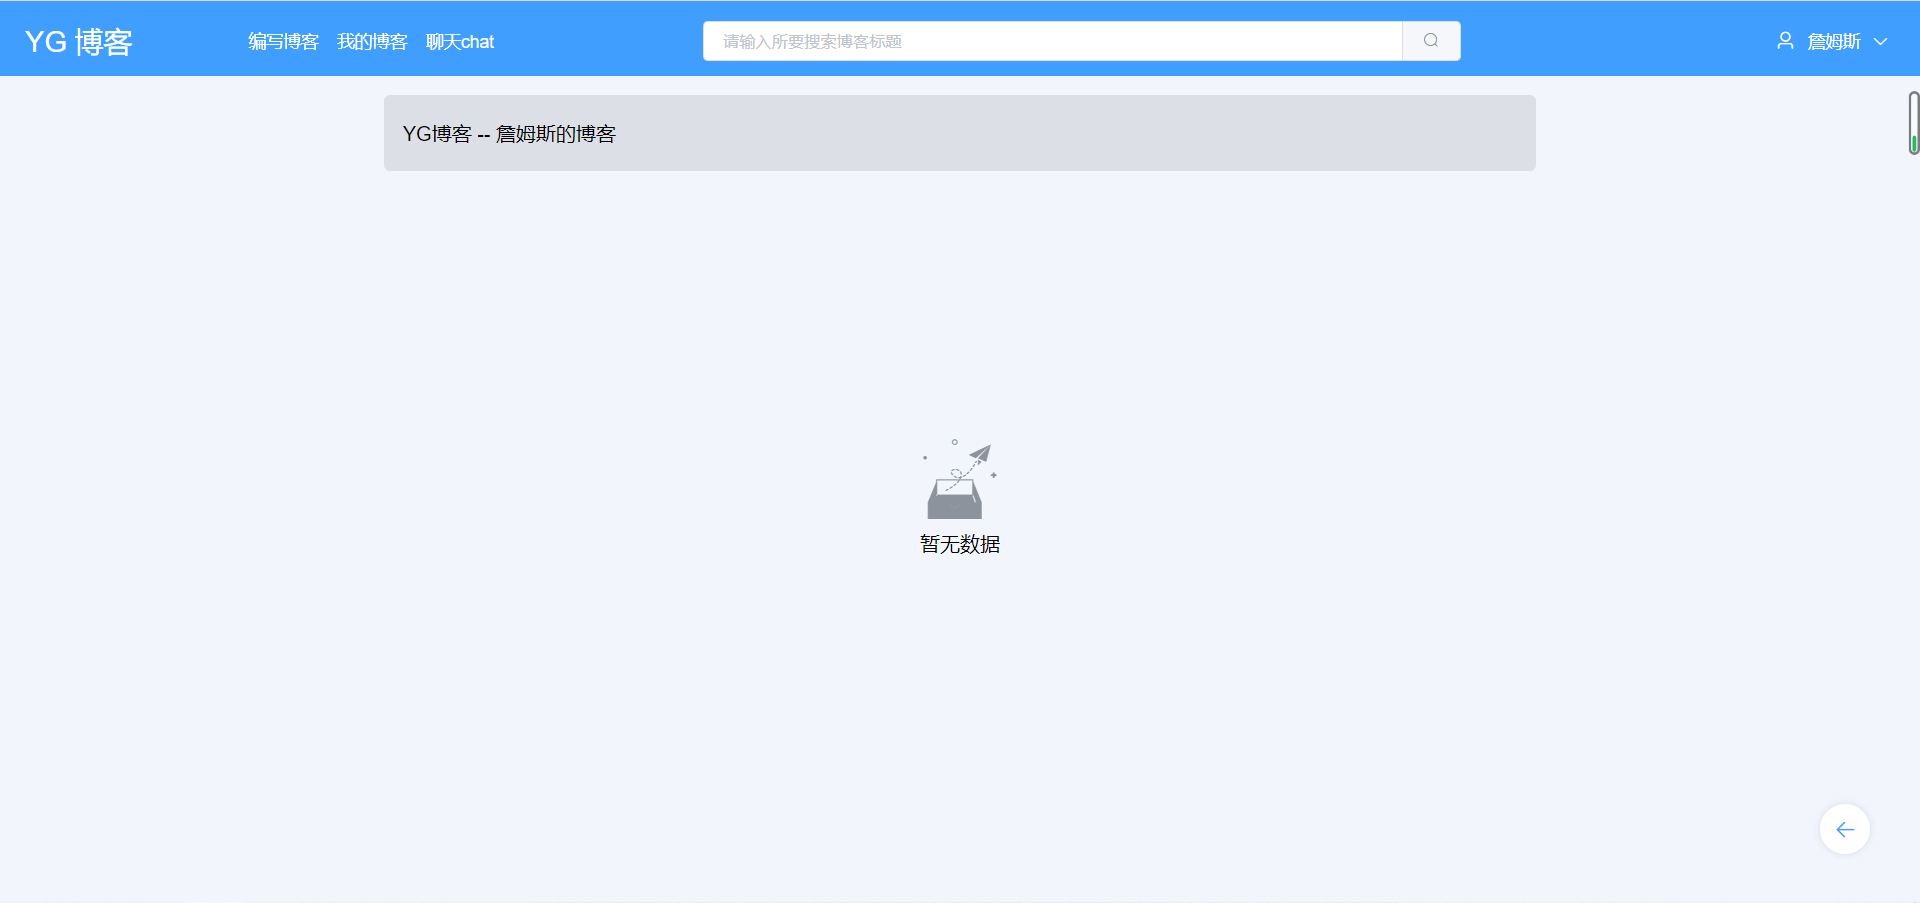 YG 博客
编写博客 我的博客 聊天chat
请输入所要搜索博客标题
詹姆斯
YG博客 -- 詹姆斯的博客
暂无数据